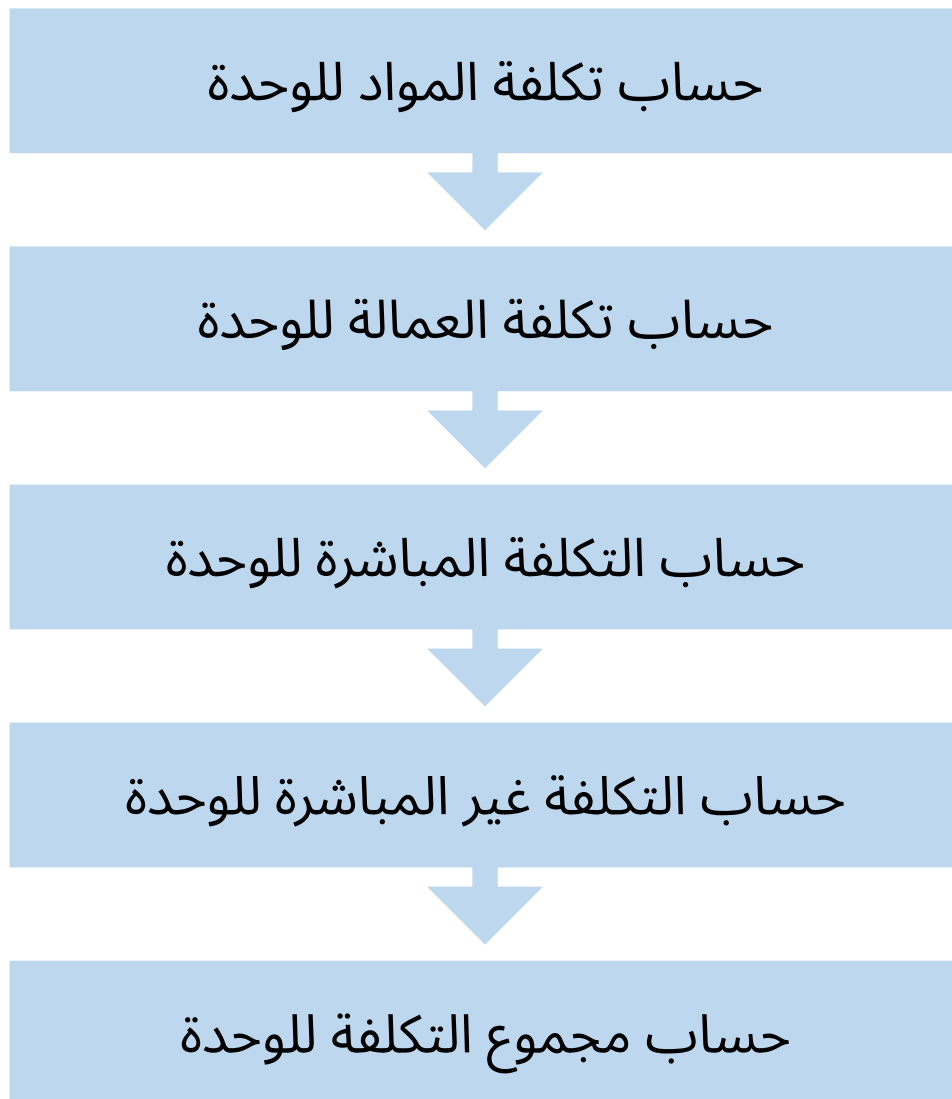 حساب تكلفة المواد للوحدة
حساب تكلفة العمالة للوحدة
حساب التكلفة المباشرة للوحدة
حساب التكلفة غير المباشرة للوحدة
حساب مجموع التكلفة للوحدة